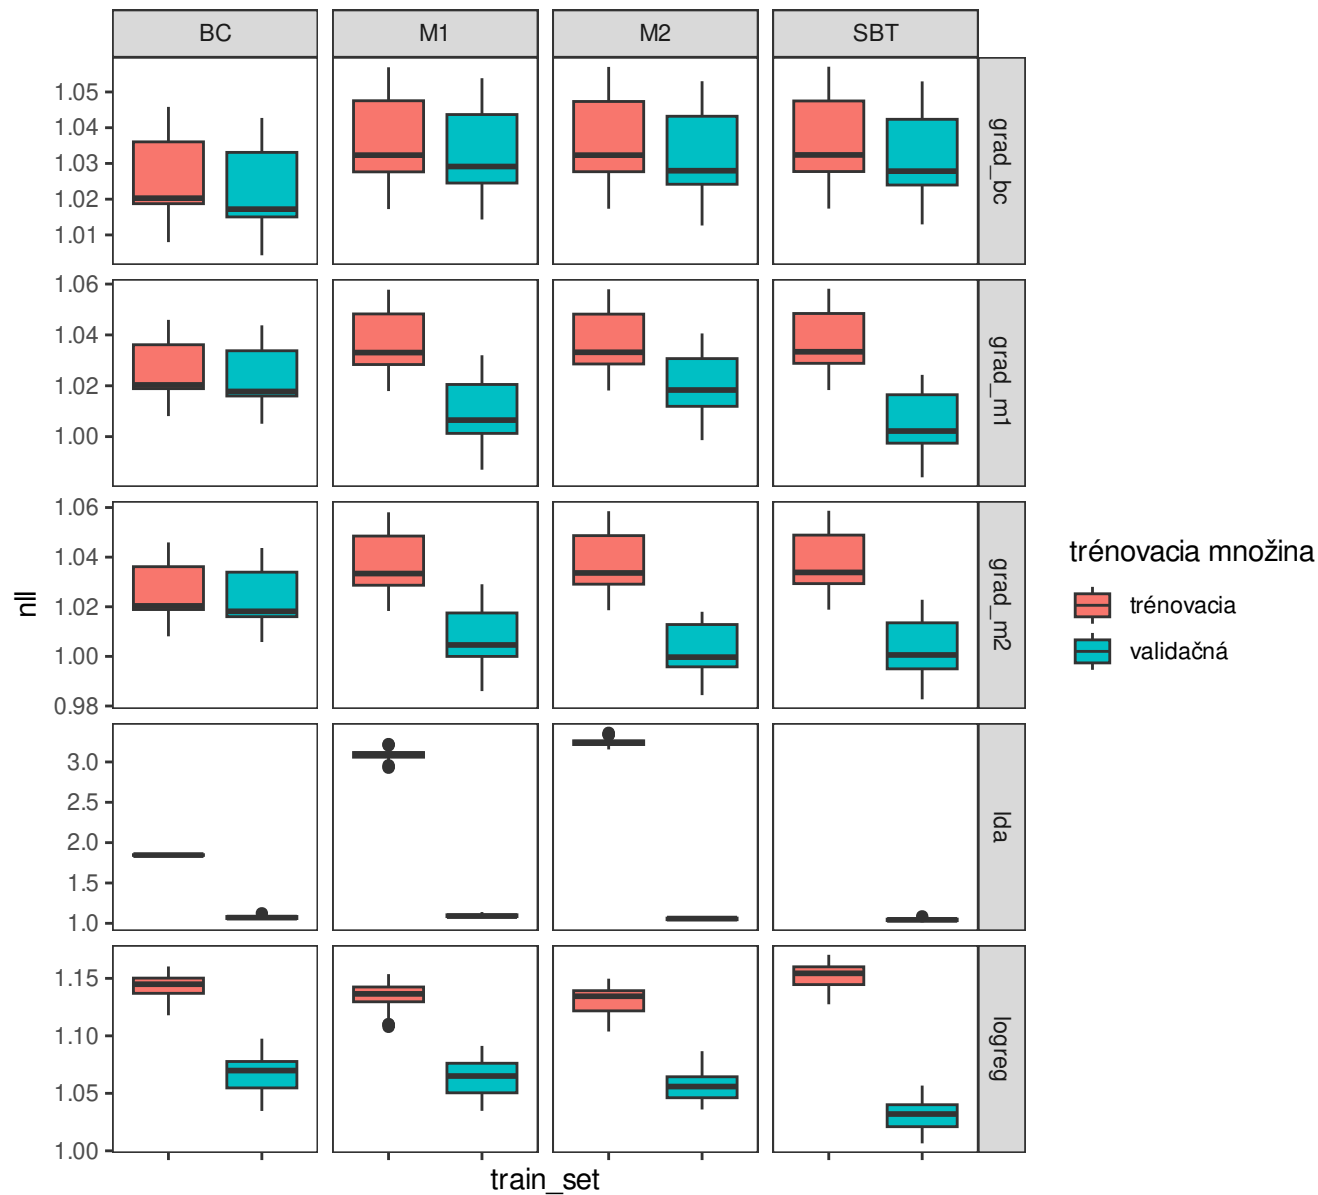 BC M1 M2 SBT
1.05
1.04
1.03
1.02
1.01
grad_bc
1.06
1.04
1.02
1.00
grad_m1
1.06
1.04
1.02
1.00
0.98
grad_m2
3.0
2.5
2.0
1.5
1.0
lda
1.15
1.10
1.05
1.00
logreg
nll
train_set
trénovacia množina
trénovacia
validačná